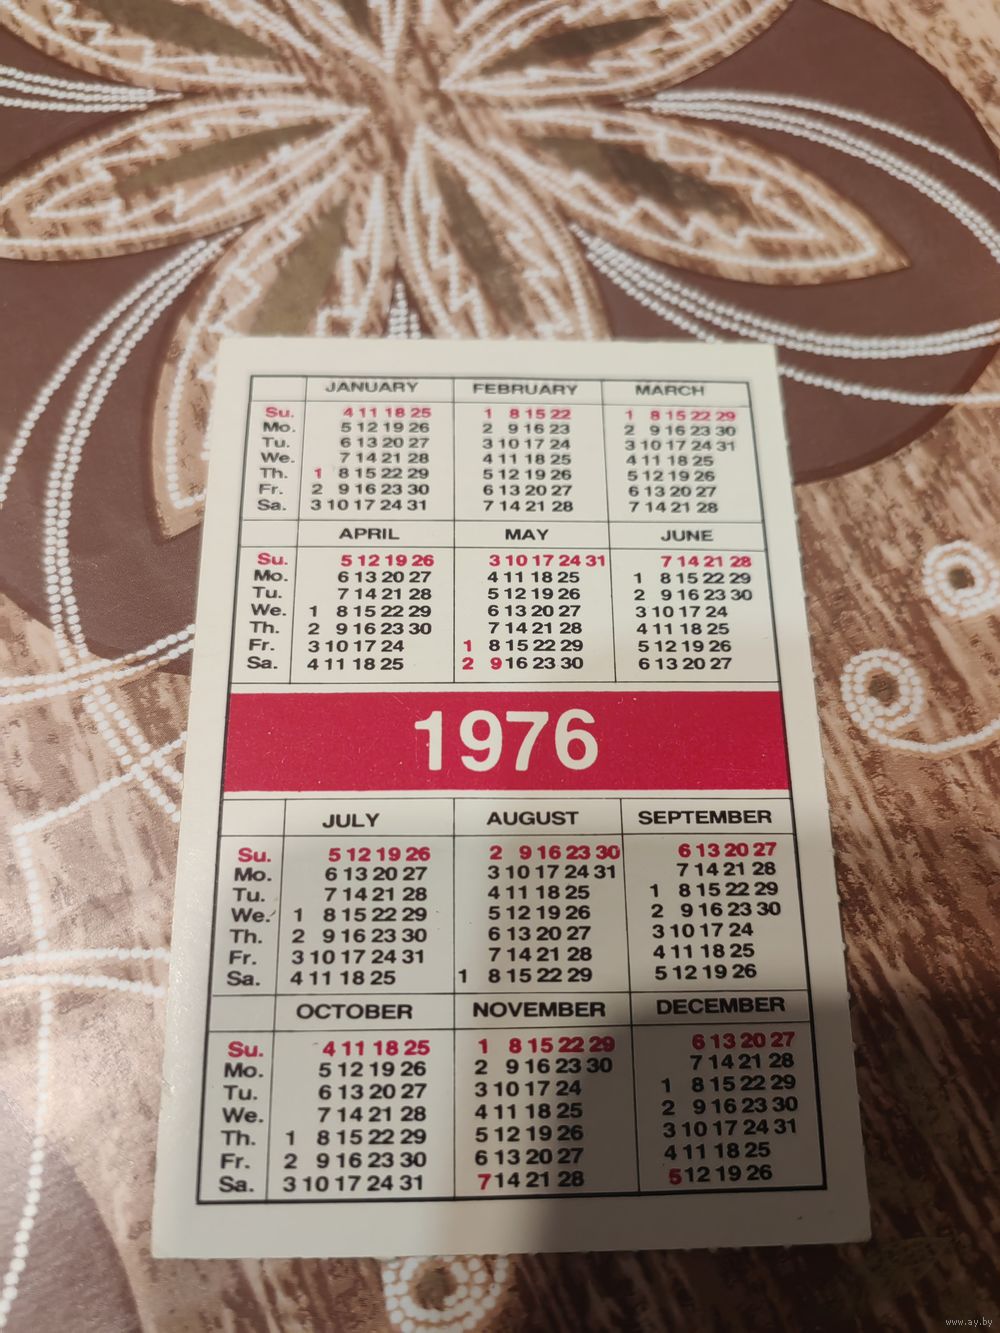 JANUARY FEBRUARY MARCH
Su. 4 11 18 25 1 8 15 22 1 8 15 22 29
Mo. 5 12 19 26 2 9 16 23 2 9 16 23 30
Tu. 6 13 20 27 3 10 17 24 3 10 17 24 31
We. 7 14 21 28 4 11 18 25 4 11 18 25
Th. 1 8 15 22 29 5 12 19 26 5 12 19 26
Fr. 2 9 16 23 30 6 13 20 27 6 13 20 27
Sa. 3 10 17 24 31 7 14 21 28 7 14 21 28
APRIL MAY JUNE
Su. 5 12 19 26 3 10 17 24 31 7 14 21 28
Mo. 6 13 20 27 4 11 18 25 1 8 15 22 29
Tu. 7 14 21 28 5 12 19 26 2 9 16 23 30
We. 1 8 15 22 29 6 13 20 27 3 10 17 24
Th. 2 9 16 23 30 7 14 21 28 4 11 18 25
Fr. 3 10 17 24 1 8 15 22 29 5 12 19 26
Sa. 4 11 18 25 2 9 16 23 30 6 13 20 27
1976
JULY AUGUST SEPTEMBER
Su. 5 12 19 26 2 9 16 23 30 6 13 20 27
Mo. 6 13 20 27 3 10 17 24 31 7 14 21 28
Tu. 7 14 21 28 4 11 18 25 1 8 15 22 29
We. 1 8 15 22 29 5 12 19 26 2 9 16 23 30
Th. 2 9 16 23 30 6 13 20 27 3 10 17 24
Fr. 3 10 17 24 31 7 14 21 28 4 11 18 25
Sa. 4 11 18 25 1 8 15 22 29 5 12 19 26
OCTOBER NOVEMBER DECEMBER
Su. 4 11 18 25 1 8 15 22 29 6 13 20 27
Mo. 5 12 19 26 2 9 16 23 30 7 14 21 28
Tu. 6 13 20 27 3 10 17 24 1 8 15 22 29
We. 7 14 21 28 4 11 18 25 2 9 16 23 30
Th. 1 8 15 22 29 5 12 19 26 3 10 17 24 31
Fr. 2 9 16 23 30 6 13 20 27 4 11 18 25
Sa. 3 10 17 24 31 7 14 21 28 5 12 19 26
www.ay.by